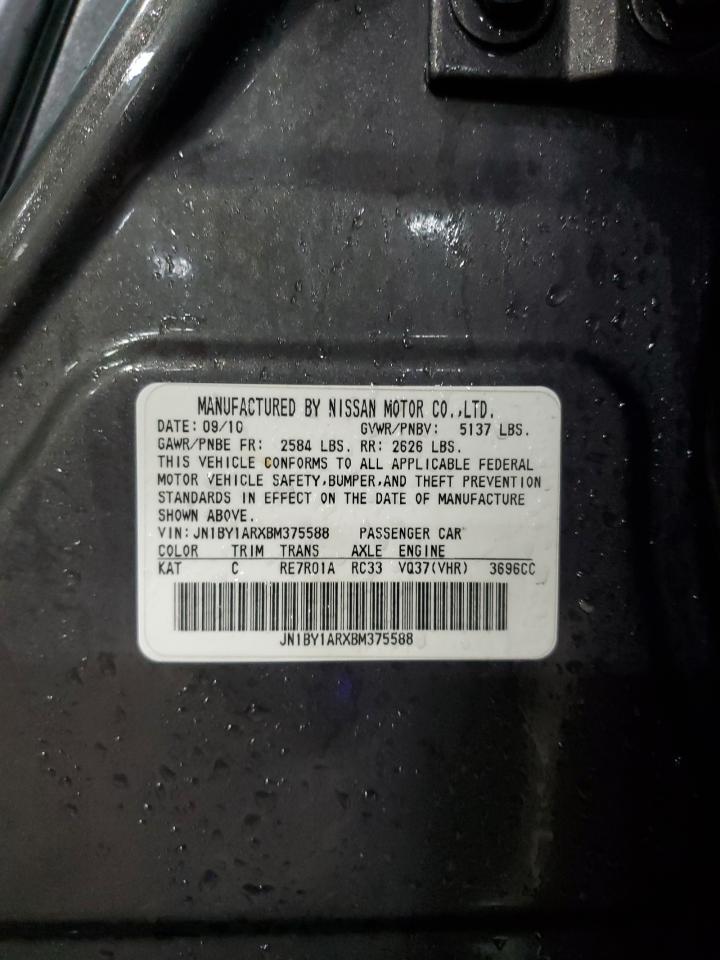 MANUFACTURED BY NISSAN MOTOR CO.,LTD.
DATE: 09/10 GVWR/PNBV: 5137 LBS.
GAWR/PNBE FR: 2584 LBS. RR: 2626 LBS.
THIS VEHICLE CONFORMS TO ALL APPLICABLE FEDERAL
MOTOR VEHICLE SAFETY,BUMPER,AND THEFT PREVENTION
STANDARDS IN EFFECT ON THE DATE OF MANUFACTURE
SHOWN ABOVE.
VIN: JN1BY1ARXBM375588 PASSENGER CAR
COLOR TRIM TRANS AXLE ENGINE
KAT C RE7R01A RC33 VQ37(VHR) 3696CC
JN1BY1ARXBM375588